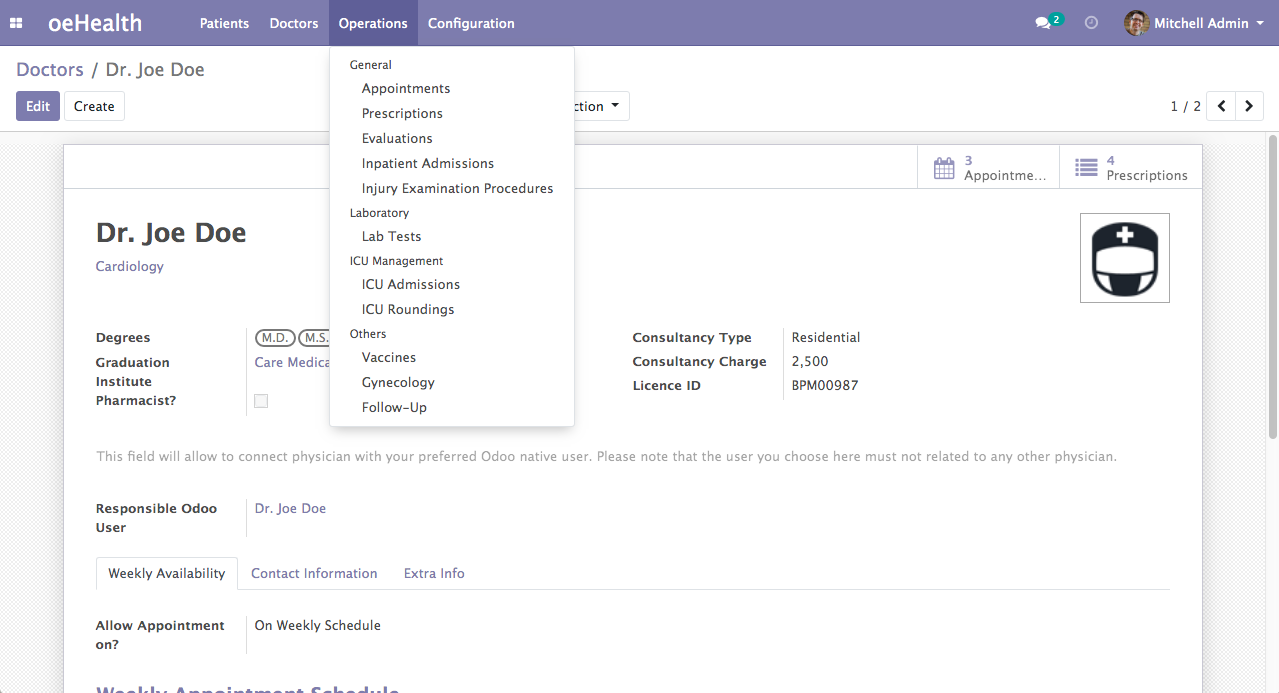 oeHealth Patients Doctors Operations Configuration 2 Mitchell Admin
Doctors / Dr. Joe Doe
Edit Create 1 / 2
General
Appointments
Prescriptions
Evaluations
Inpatient Admissions
Injury Examination Procedures
Laboratory
Lab Tests
ICU Management
ICU Admissions
ICU Roundings
Others
Vaccines
Gynecology
Follow-Up
3
Appointme...
4
Prescriptions
Dr. Joe Doe
Cardiology
Degrees M.D. M.S.
Graduation Institute Care Medica
Pharmacist?
Consultancy Type Residential
Consultancy Charge 2,500
Licence ID BPM00987
This field will allow to connect physician with your preferred Odoo native user. Please note that the user you choose here must not related to any other physician.
Responsible Odoo User Dr. Joe Doe
Weekly Availability Contact Information Extra Info
Allow Appointment on? On Weekly Schedule
Weekly Appointment Schedule